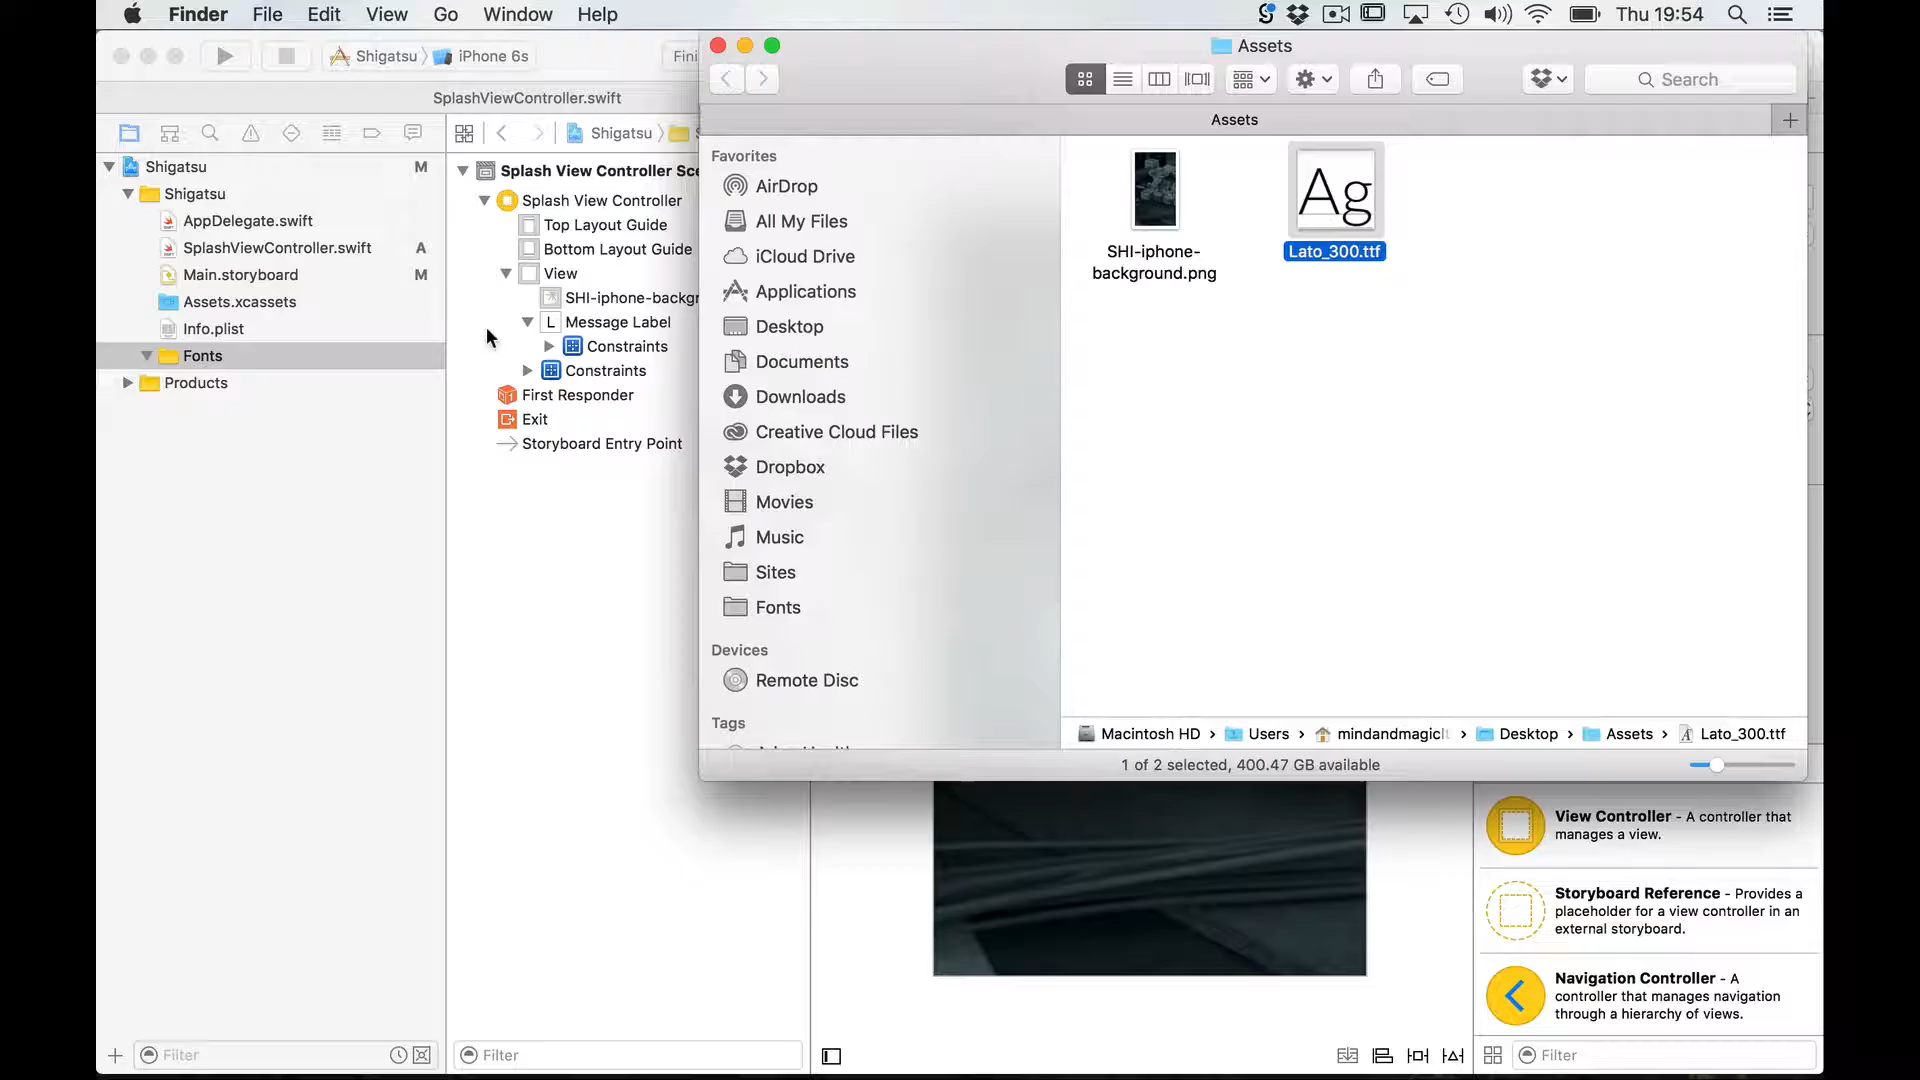 Finder File Edit View Go Window Help Thu 19:54
Shigatsu iPhone 6s Fini
SplashViewController.swift
Shigatsu M
Shigatsu
AppDelegate.swift
SplashViewController.swift A
Main.storyboard M
Assets.xcassets
Info.plist
Fonts
Products
Filter
Shigatsu
Splash View Controller Sce
Splash View Controller
Top Layout Guide
Bottom Layout Guide
View
SHI-iphone-backgr
L Message Label
Constraints
Constraints
First Responder
Exit
Storyboard Entry Point
Filter
Assets
Search
Assets
Favorites
AirDrop
All My Files
iCloud Drive
Applications
Desktop
Documents
Downloads
Creative Cloud Files
Dropbox
Movies
Music
Sites
Fonts
Devices
Remote Disc
Tags
SHI-iphone-
background.png
Ag
Lato_300.ttf
Macintosh HD › Users › mindandmagic › Desktop › Assets › Lato_300.ttf
1 of 2 selected, 400.47 GB available
View Controller - A controller that
manages a view.
Storyboard Reference - Provides a
placeholder for a view controller in an
external storyboard.
Navigation Controller - A
controller that manages navigation
through a hierarchy of views.
Filter